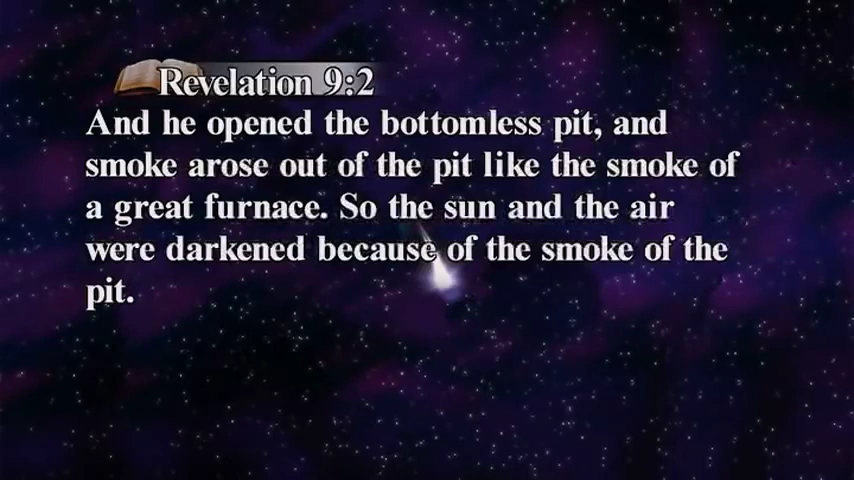 Revelation 9:2
And he opened the bottomless pit, and
smoke arose out of the pit like the smoke of
a great furnace. So the sun and the air
were darkened because of the smoke of the
pit.